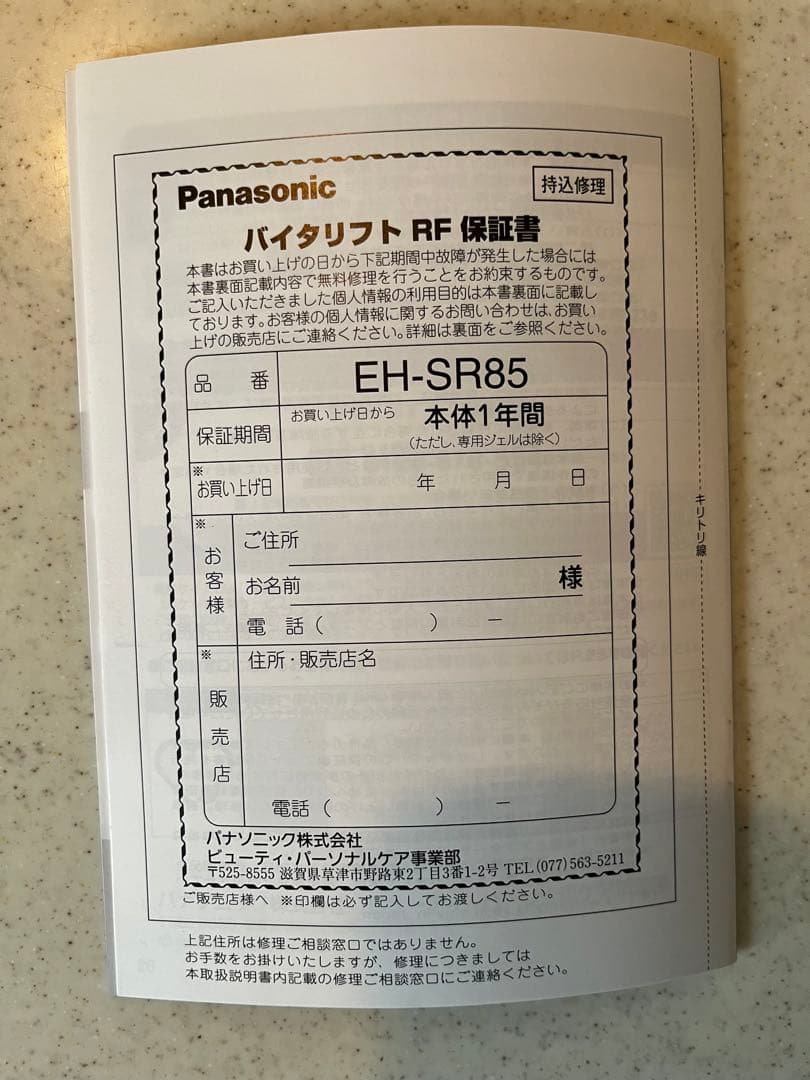 Panasonic
持込修理
バイタリフト RF 保証書
本書はお買い上げの日から下記期間中故障が発生した場合には
本書裏面記載内容で無料修理を行うことをお約束するものです。
ご記入いただきました個人情報の利用目的は本書裏面に記載し
ております。お客様の個人情報に関するお問い合わせは、お買い
上げの販売店にご連絡ください。詳細は裏面をご参照ください。
品 番
EH-SR85
保証期間
お買い上げ日から 本体1年間
(ただし、専用ジェルは除く)
※
お買い上げ日
年 月 日
※
お客様
ご住所
お名前 様
電 話 ( ) ー
※
販売店
住所・販売店名
電話 ( ) ー
パナソニック株式会社
ビューティ・パーソナルケア事業部
〒525-8555 滋賀県草津市野路東2丁目3番1-2号 TEL (077) 563-5211
ご販売店様へ ※印欄は必ず記入してお渡しください。
上記住所は修理ご相談窓口ではありません。
お手数をお掛けいたしますが、修理につきましては
本取扱説明書内記載の修理ご相談窓口にご連絡ください。
キリトリ線